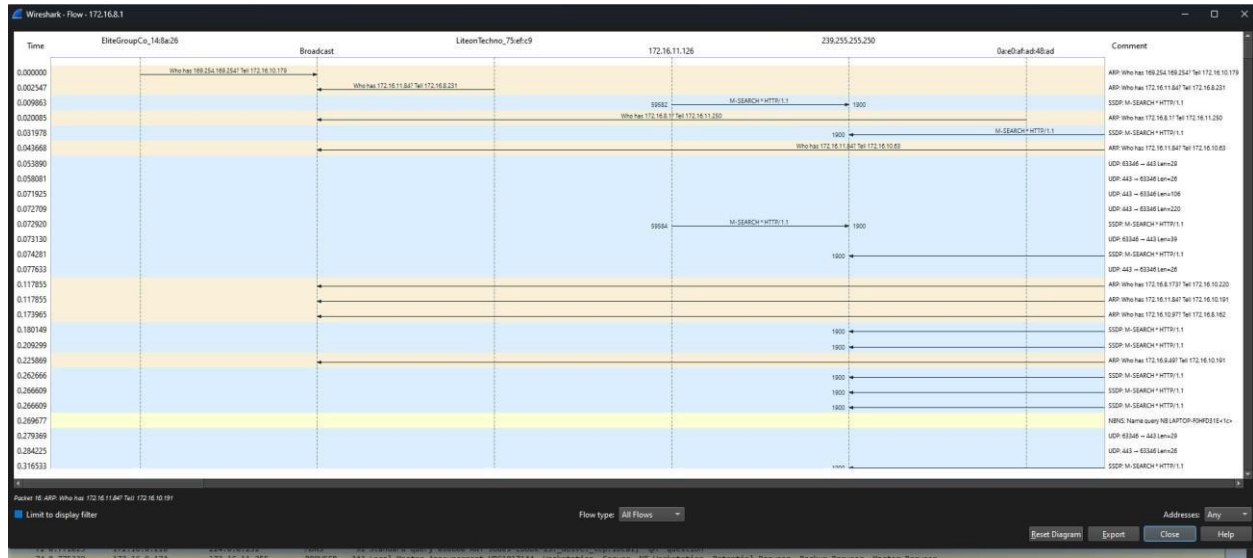 Wireshark - Flow - 172.16.8.1
Time EliteGroupCo_14:8a:26 Broadcast LiteonTechno_75:ef:c9 172.16.11.126 239.255.255.250 0a:e0:af:ad:48:ad Comment
0.000000 Who has 169.254.169.254? Tell 172.16.10.179 ARP: Who has 169.254.169.254? Tell 172.16.10.179
0.002547 Who has 172.16.11.84? Tell 172.16.8.231 ARP: Who has 172.16.11.84? Tell 172.16.8.231
0.009863 59582 M-SEARCH * HTTP/1.1 1900 SSDP: M-SEARCH * HTTP/1.1
0.020085 Who has 172.16.8.1? Tell 172.16.11.250 ARP: Who has 172.16.8.1? Tell 172.16.11.250
0.031978 1900 M-SEARCH * HTTP/1.1 SSDP: M-SEARCH * HTTP/1.1
0.043668 Who has 172.16.11.84? Tell 172.16.10.63 ARP: Who has 172.16.11.84? Tell 172.16.10.63
0.053890 UDP: 63346 → 443 Len=29
0.058081 UDP: 443 → 63346 Len=26
0.071925 UDP: 443 → 63346 Len=106
0.072709 UDP: 443 → 63346 Len=220
0.072920 59584 M-SEARCH * HTTP/1.1 1900 SSDP: M-SEARCH * HTTP/1.1
0.073130 UDP: 63346 → 443 Len=39
0.074281 1900 SSDP: M-SEARCH * HTTP/1.1
0.077633 UDP: 443 → 63346 Len=26
0.117855 ARP: Who has 172.16.8.173? Tell 172.16.10.220
0.117855 ARP: Who has 172.16.11.84? Tell 172.16.10.191
0.173965 ARP: Who has 172.16.10.97? Tell 172.16.8.162
0.180149 1900 SSDP: M-SEARCH * HTTP/1.1
0.209299 1900 SSDP: M-SEARCH * HTTP/1.1
0.225869 ARP: Who has 172.16.9.49? Tell 172.16.10.191
0.262666 1900 SSDP: M-SEARCH * HTTP/1.1
0.266609 1900 SSDP: M-SEARCH * HTTP/1.1
0.266609 1900 SSDP: M-SEARCH * HTTP/1.1
0.269677 NBNS: Name query NB <1c>
0.279369 UDP: 63346 → 443 Len=29
0.284225 UDP: 443 → 63346 Len=26
0.316533 1900 SSDP: M-SEARCH * HTTP/1.1
Packet 16: ARP: Who has 172.16.11.84? Tell 172.16.10.191
Limit to display filter Flow type: All Flows Addresses: Any
Reset Diagram Export Close Help